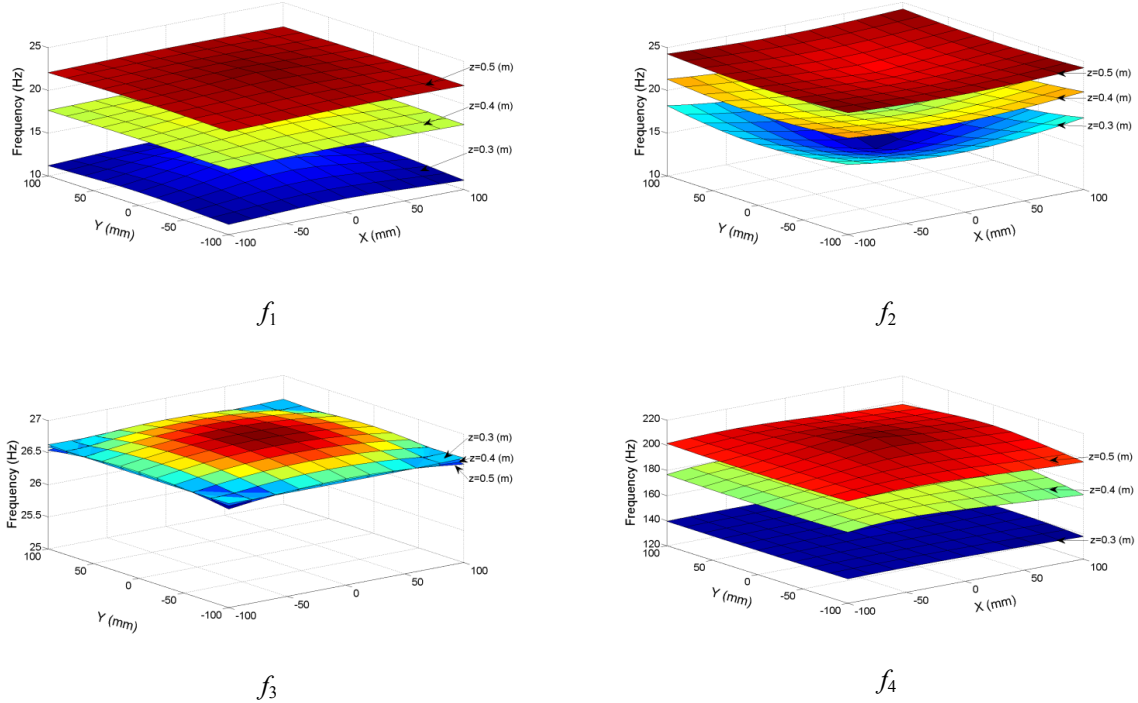 25
20
15
10
Frequency (Hz)
100
50
0
-50
-100
Y (mm)
-100
-50
0
50
100
X (mm)
z=0.5 (m)
z=0.4 (m)
z=0.3 (m)
f1
25
20
15
10
Frequency (Hz)
100
50
0
-50
-100
Y (mm)
-100
-50
0
50
100
X (mm)
z=0.5 (m)
z=0.4 (m)
z=0.3 (m)
f2
27
26.5
26
25.5
25
Frequency (Hz)
100
50
0
-50
-100
Y (mm)
-100
-50
0
50
100
X (mm)
z=0.3 (m)
z=0.4 (m)
z=0.5 (m)
f3
220
200
180
160
140
120
Frequency (Hz)
100
50
0
-50
-100
Y (mm)
-100
-50
0
50
100
X (mm)
z=0.5 (m)
z=0.4 (m)
z=0.3 (m)
f4